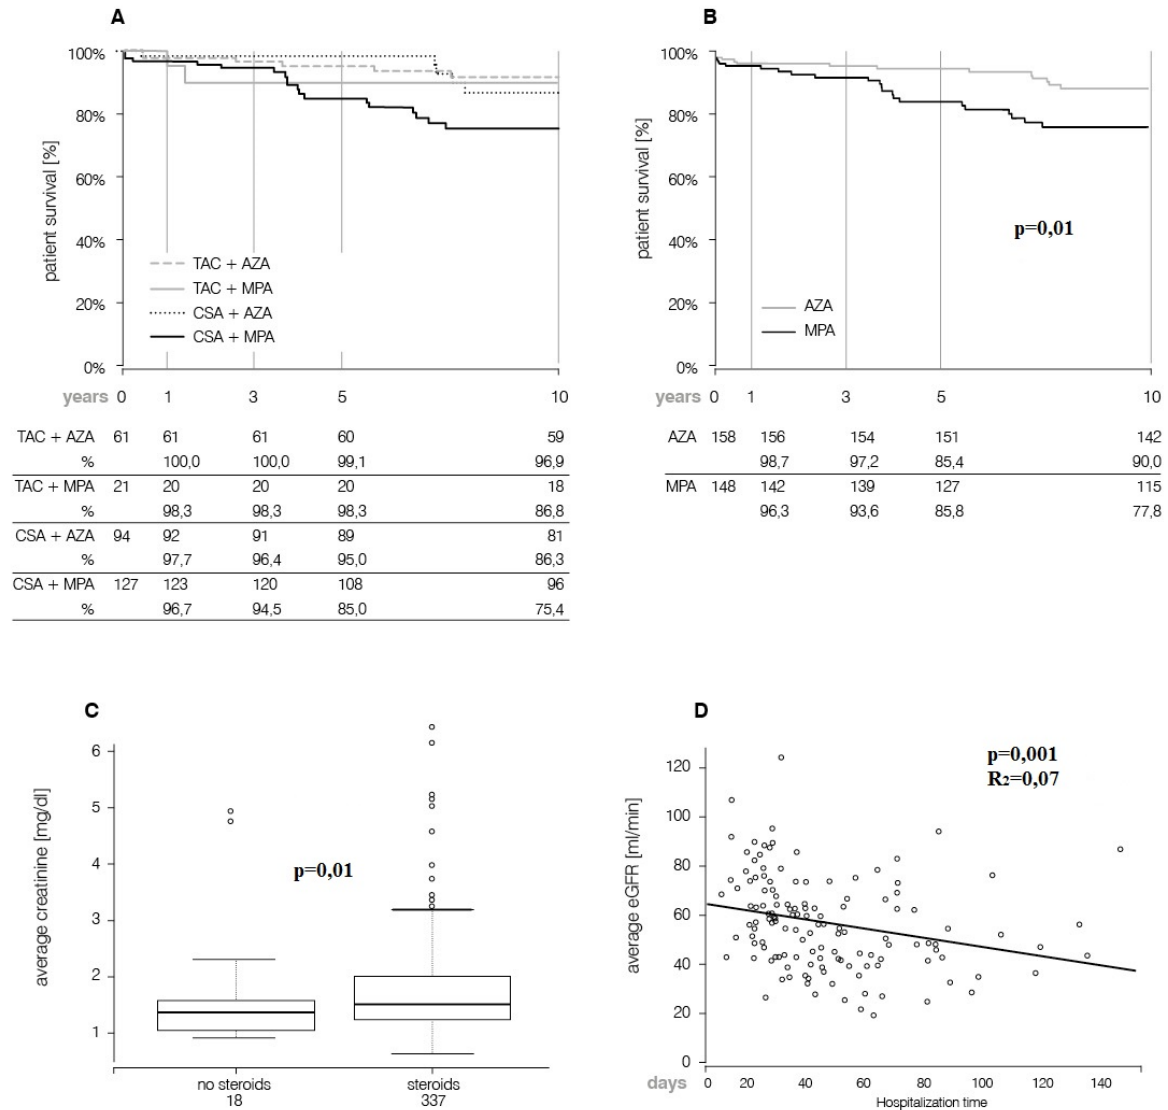 A
100%
80%
60%
40%
20%
0%
patient survival [%]
TAC + AZA
TAC + MPA
CSA + AZA
CSA + MPA
years 0 1 3 5 10
TAC + AZA 61 61 61 60 59
% 100,0 100,0 99,1 96,9
TAC + MPA 21 20 20 20 18
% 98,3 98,3 98,3 86,8
CSA + AZA 94 92 91 89 81
% 97,7 96,4 95,0 86,3
CSA + MPA 127 123 120 108 96
% 96,7 94,5 85,0 75,4
B
100%
80%
60%
40%
20%
0%
patient survival [%]
p=0,01
AZA
MPA
years 0 1 3 5 10
AZA 158 156 154 151 142
% 98,7 97,2 85,4 90,0
MPA 148 142 139 127 115
96,3 93,6 85,8 77,8
C
6
5
4
3
2
1
average creatinine [mg/dl]
p=0,01
no steroids steroids
18 337
D
p=0,001
R2=0,07
120
100
80
60
40
20
0
average eGFR [ml/min]
days 0 20 40 60 80 100 120 140
Hospitalization time